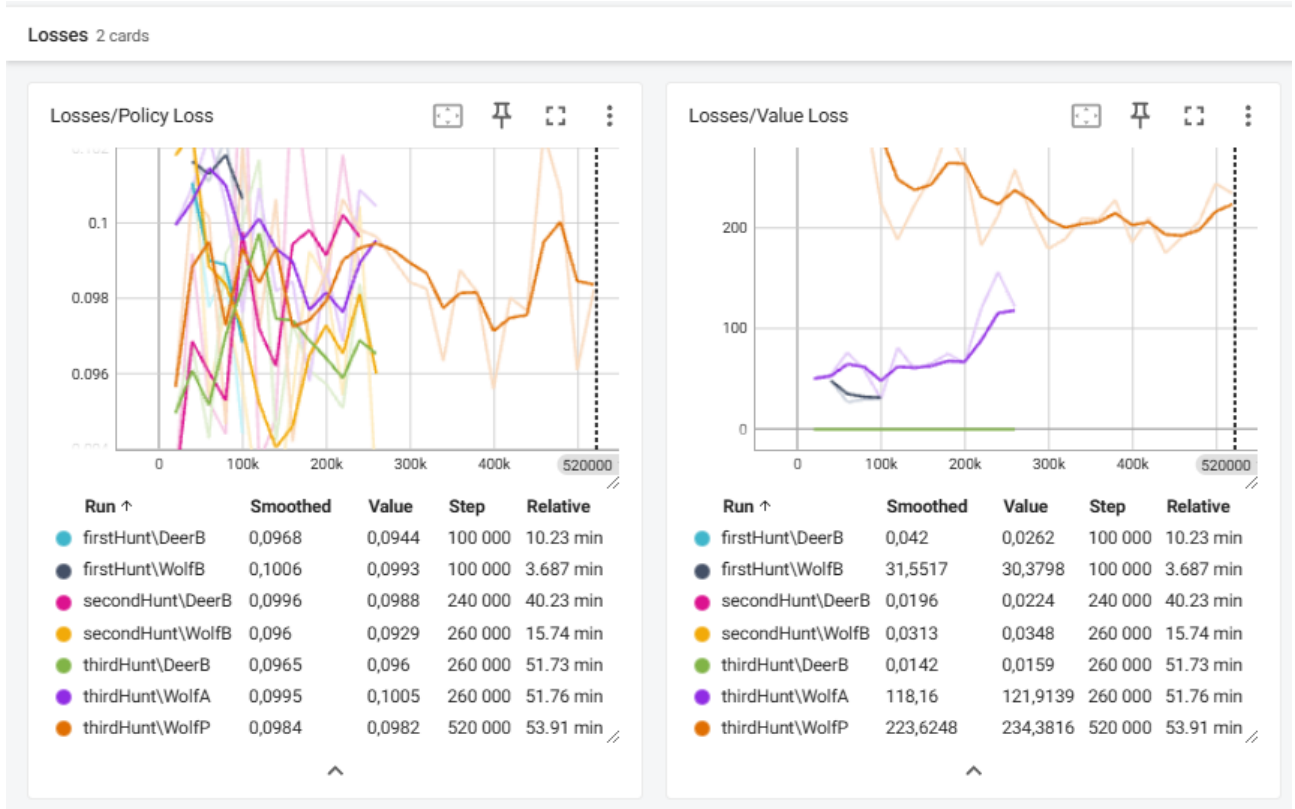 Losses 2 cards
Losses/Policy Loss
0.1
0.098
0.096
0 100k 200k 300k 400k 520000
Run ↑ Smoothed Value Step Relative
firstHunt\DeerB 0,0968 0,0944 100 000 10.23 min
firstHunt\WolfB 0,1006 0,0993 100 000 3.687 min
secondHunt\DeerB 0,0996 0,0988 240 000 40.23 min
secondHunt\WolfB 0,096 0,0929 260 000 15.74 min
thirdHunt\DeerB 0,0965 0,096 260 000 51.73 min
thirdHunt\WolfA 0,0995 0,1005 260 000 51.76 min
thirdHunt\WolfP 0,0984 0,0982 520 000 53.91 min
Losses/Value Loss
200
100
0
0 100k 200k 300k 400k 520000
Run ↑ Smoothed Value Step Relative
firstHunt\DeerB 0,042 0,0262 100 000 10.23 min
firstHunt\WolfB 31,5517 30,3798 100 000 3.687 min
secondHunt\DeerB 0,0196 0,0224 240 000 40.23 min
secondHunt\WolfB 0,0313 0,0348 260 000 15.74 min
thirdHunt\DeerB 0,0142 0,0159 260 000 51.73 min
thirdHunt\WolfA 118,16 121,9139 260 000 51.76 min
thirdHunt\WolfP 223,6248 234,3816 520 000 53.91 min